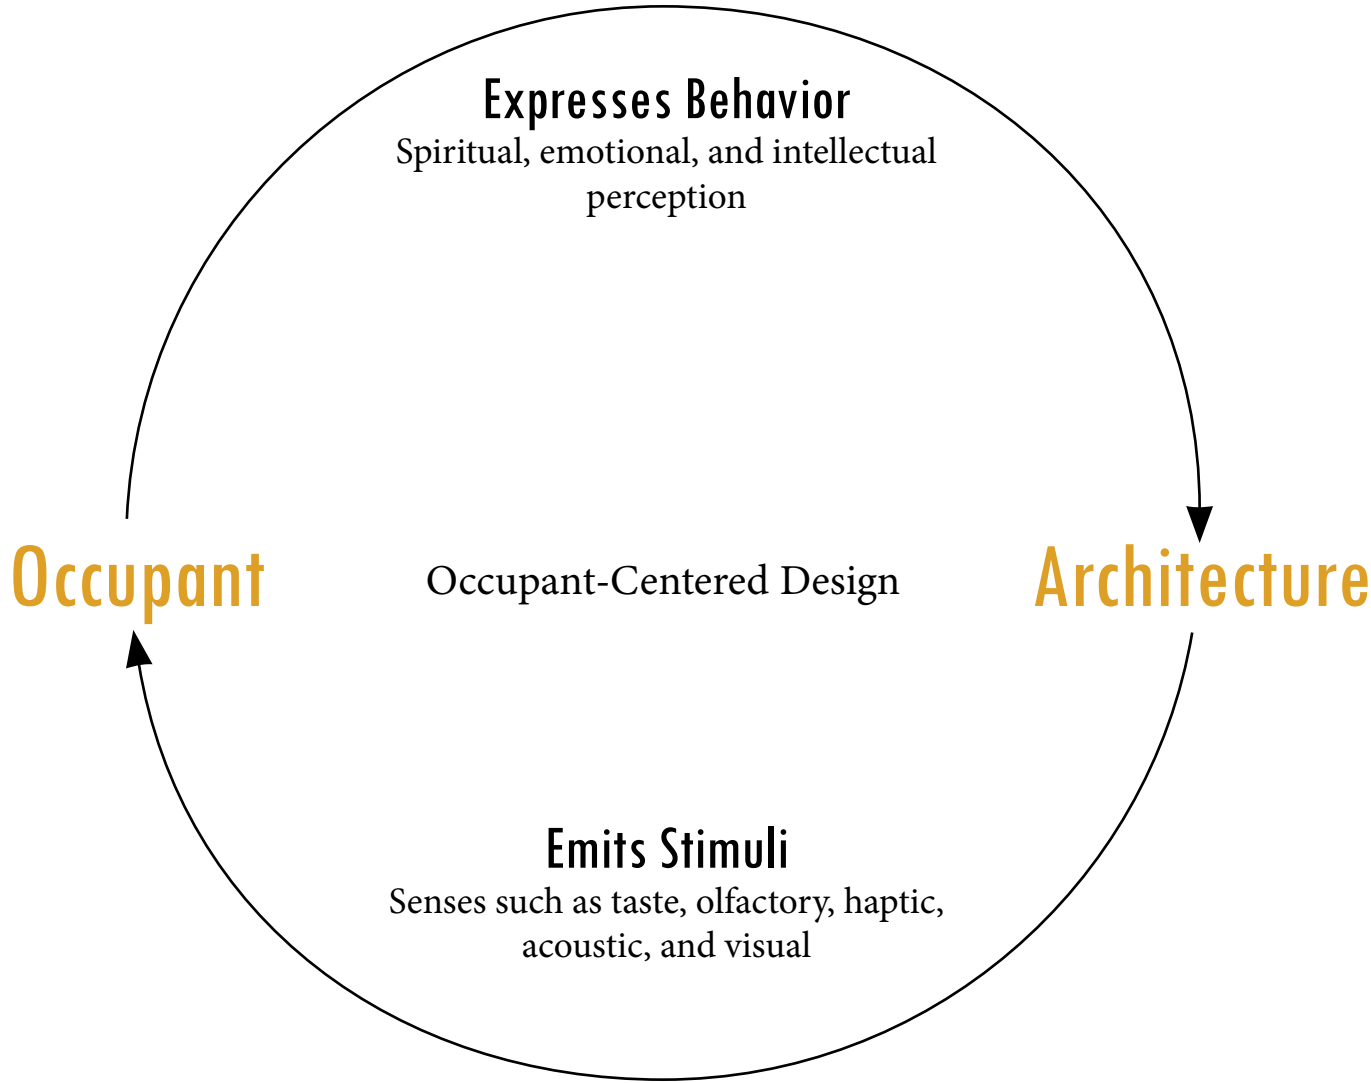 Expresses Behavior
Spiritual, emotional, and intellectual
perception
Occupant
Occupant-Centered Design
Architecture
Emits Stimuli
Senses such as taste, olfactory, haptic,
acoustic, and visual